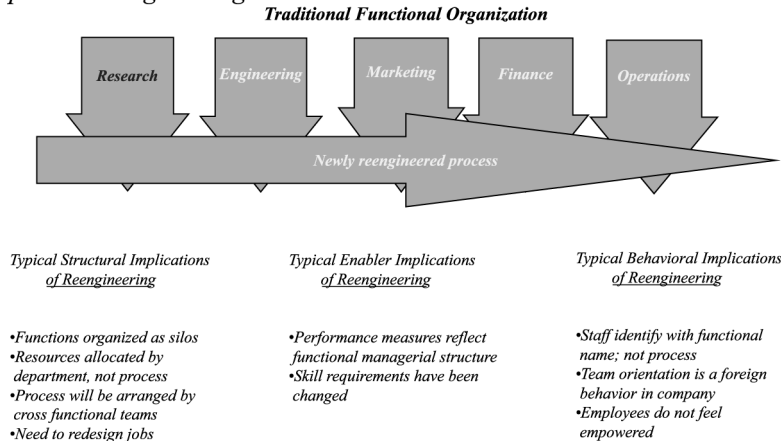 Traditional Functional Organization
Research
Engineering
Marketing
Finance
Operations
Newly reengineered process
Typical Structural Implications
of Reengineering
•Functions organized as silos
•Resources allocated by
department, not process
•Process will be arranged by
cross functional teams
•Need to redesign jobs
Typical Enabler Implications
of Reengineering
•Performance measures reflect
functional managerial structure
•Skill requirements have been
changed
Typical Behavioral Implications
of Reengineering
•Staff identify with functional
name; not process
•Team orientation is a foreign
behavior in company
•Employees do not feel
empowered